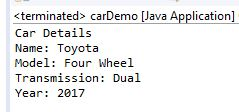 <terminated> carDemo [Java Application]
Car Details
Name: Toyota
Model: Four Wheel
Transmission: Dual
Year: 2017